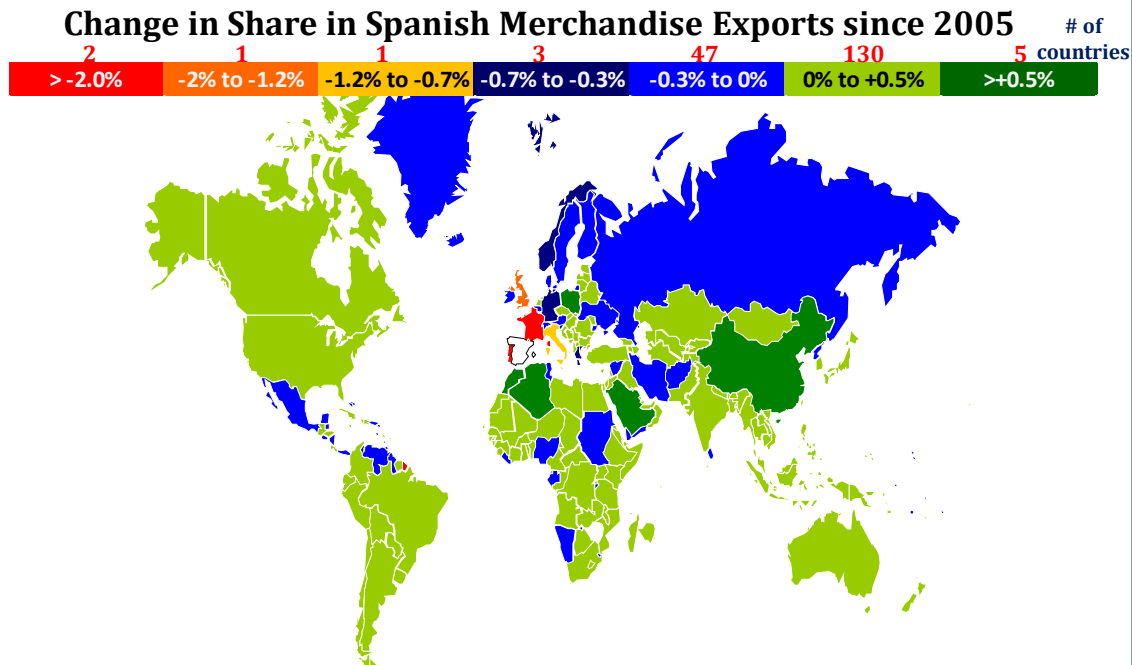 Change in Share in Spanish Merchandise Exports since 2005
# of countries
2 1 1 3 47 130 5
> -2.0% -2% to -1.2% -1.2% to -0.7% -0.7% to -0.3% -0.3% to 0% 0% to +0.5% >+0.5%